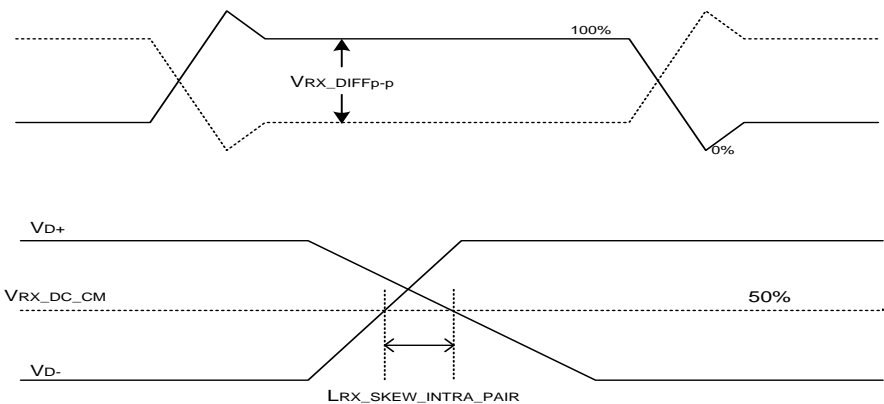 100%
VRX_DIFFp-p
0%
VD+
VRX_DC_CM
50%
VD-
LRX_SKEW_INTRA_PAIR